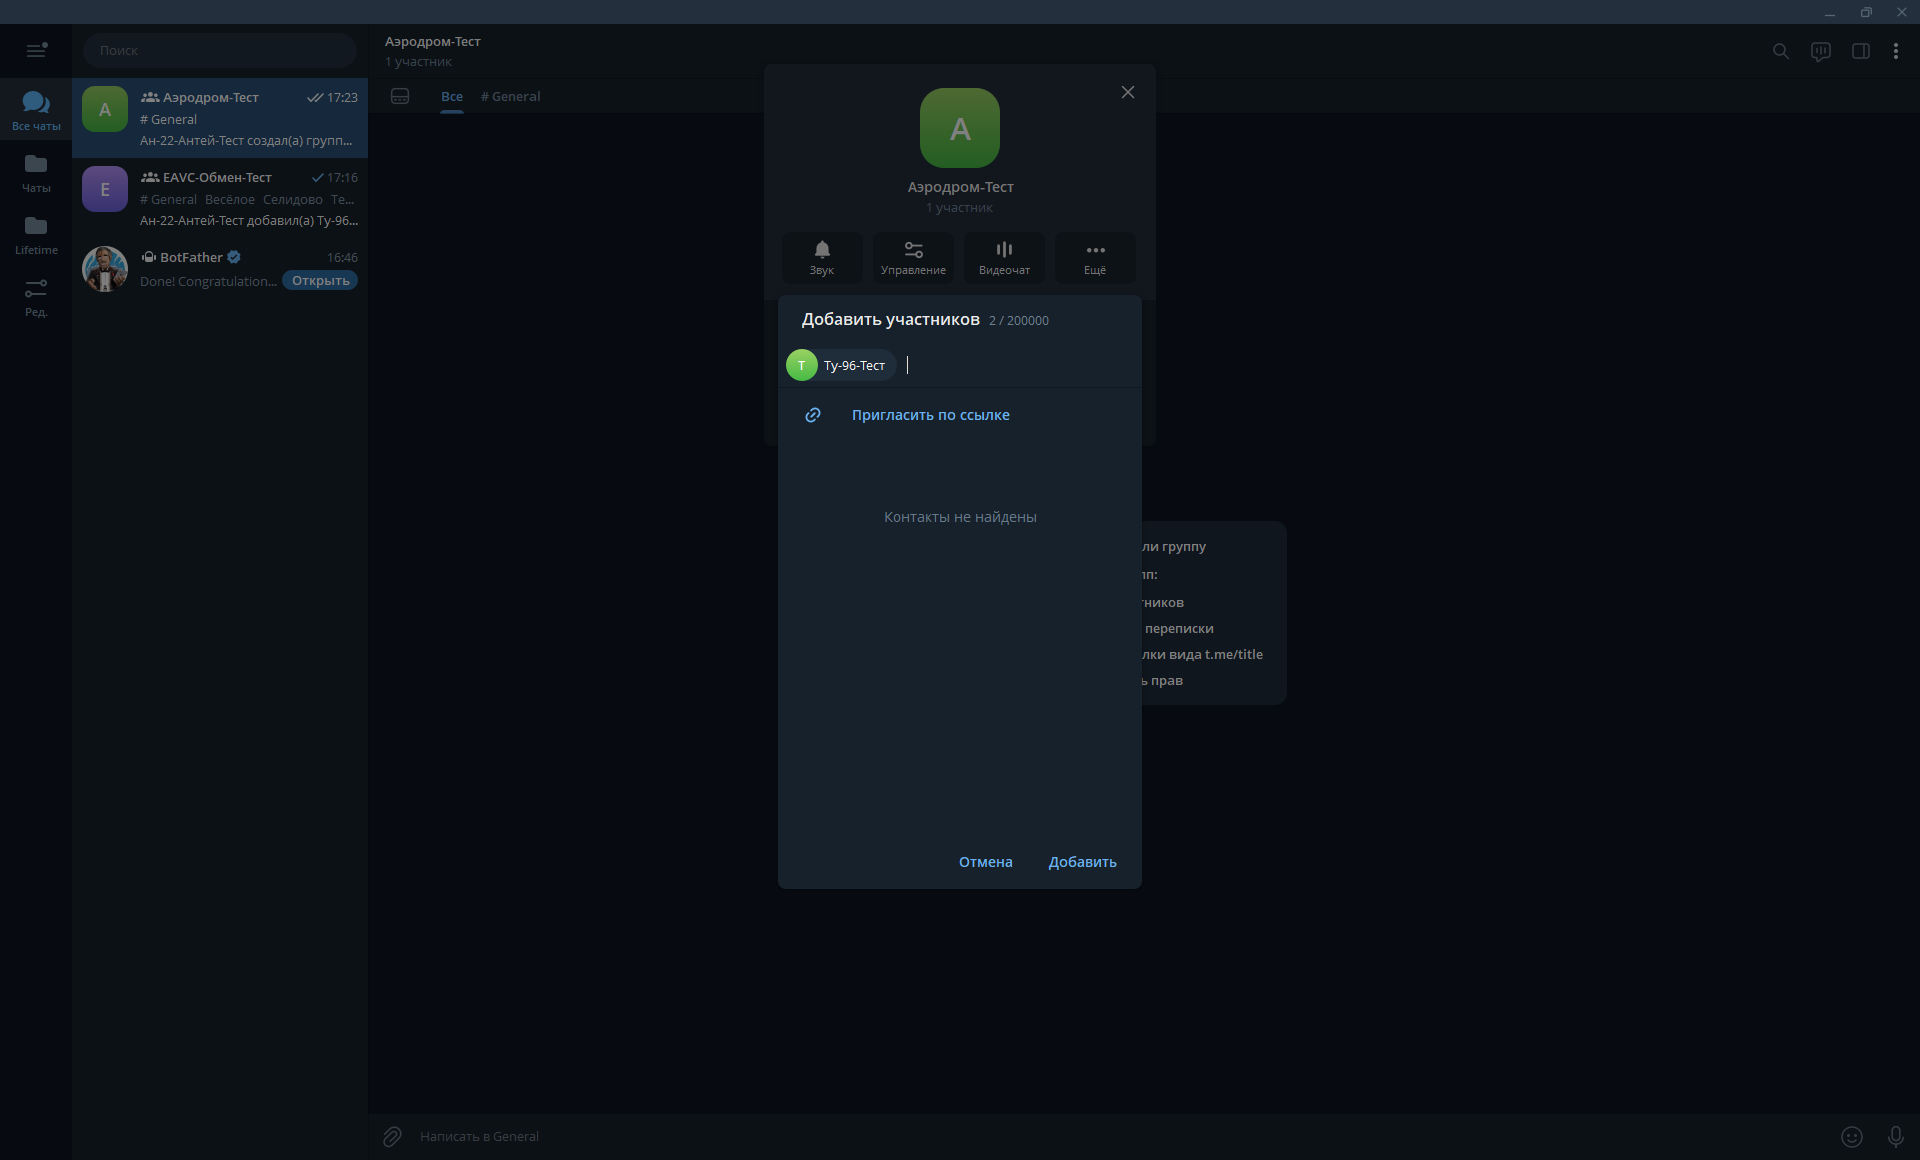 Поиск
Все чаты
Чаты
Lifetime
Ред.
А
Аэродром-Тест
17:23
# General
Ан-22-Антей-Тест создал(а) групп...
E
EAVC-Обмен-Тест
17:16
# General Весёлое Селидово Те...
Ан-22-Антей-Тест добавил(а) Ту-96...
BotFather
16:46
Done! Congratulation...
Открыть
Аэродром-Тест
1 участник
Все
# General
А
Аэродром-Тест
1 участник
Звук
Управление
Видеочат
Ещё
Добавить участников 2 / 200000
Т
Ту-96-Тест
Пригласить по ссылке
Контакты не найдены
Отмена
Добавить
ли группу
пп:
тников
переписки
лки вида t.me/title
ь прав
Написать в General